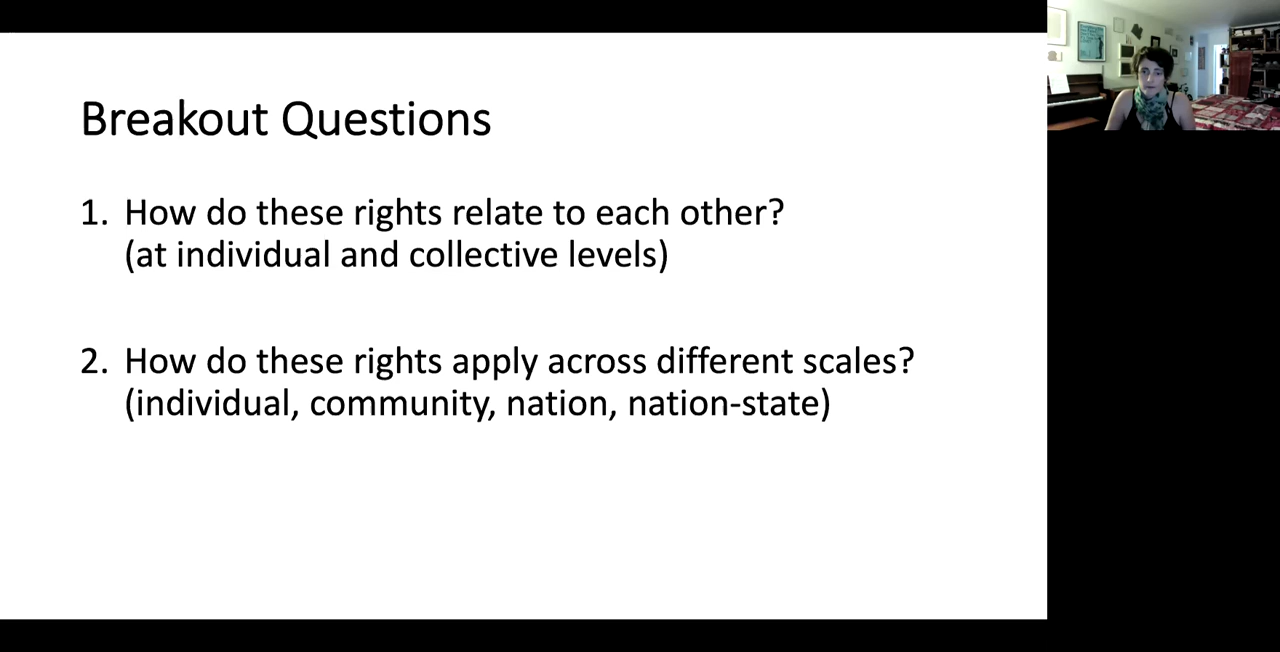 Breakout Questions
1. How do these rights relate to each other?
(at individual and collective levels)
2. How do these rights apply across different scales?
(individual, community, nation, nation-state)